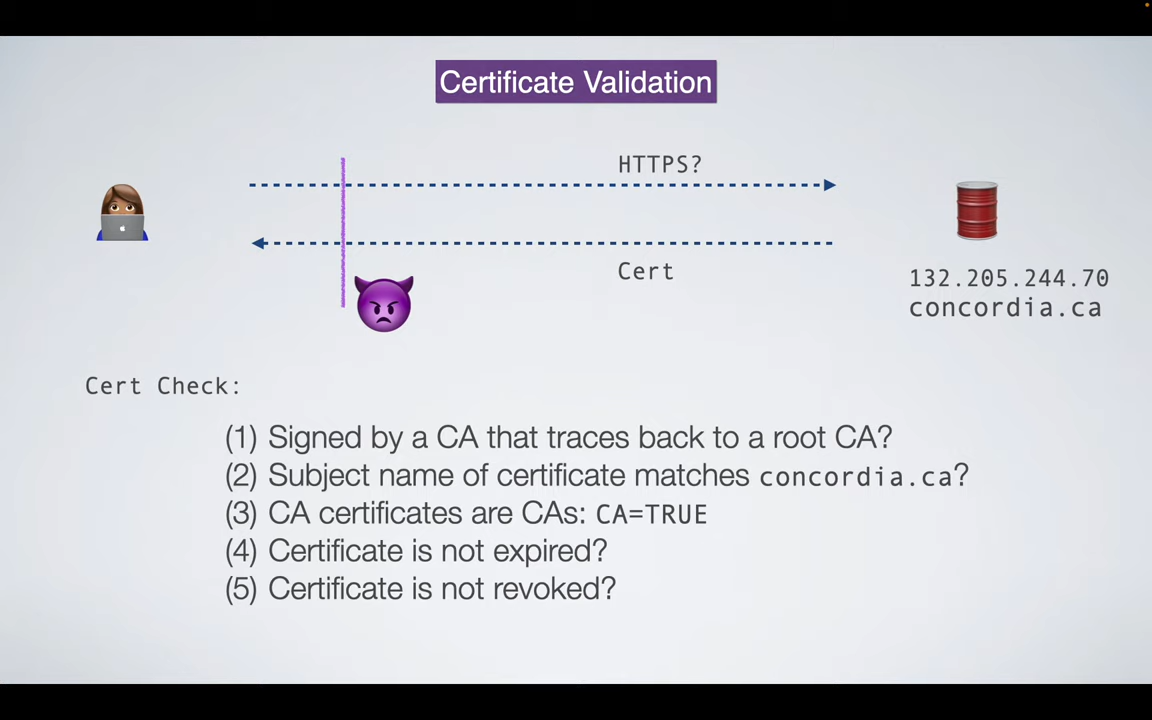 Certificate Validation
HTTPS?
Cert
132.205.244.70
concordia.ca
Cert Check:
(1) Signed by a CA that traces back to a root CA?
(2) Subject name of certificate matches concordia.ca?
(3) CA certificates are CAs: CA=TRUE
(4) Certificate is not expired?
(5) Certificate is not revoked?